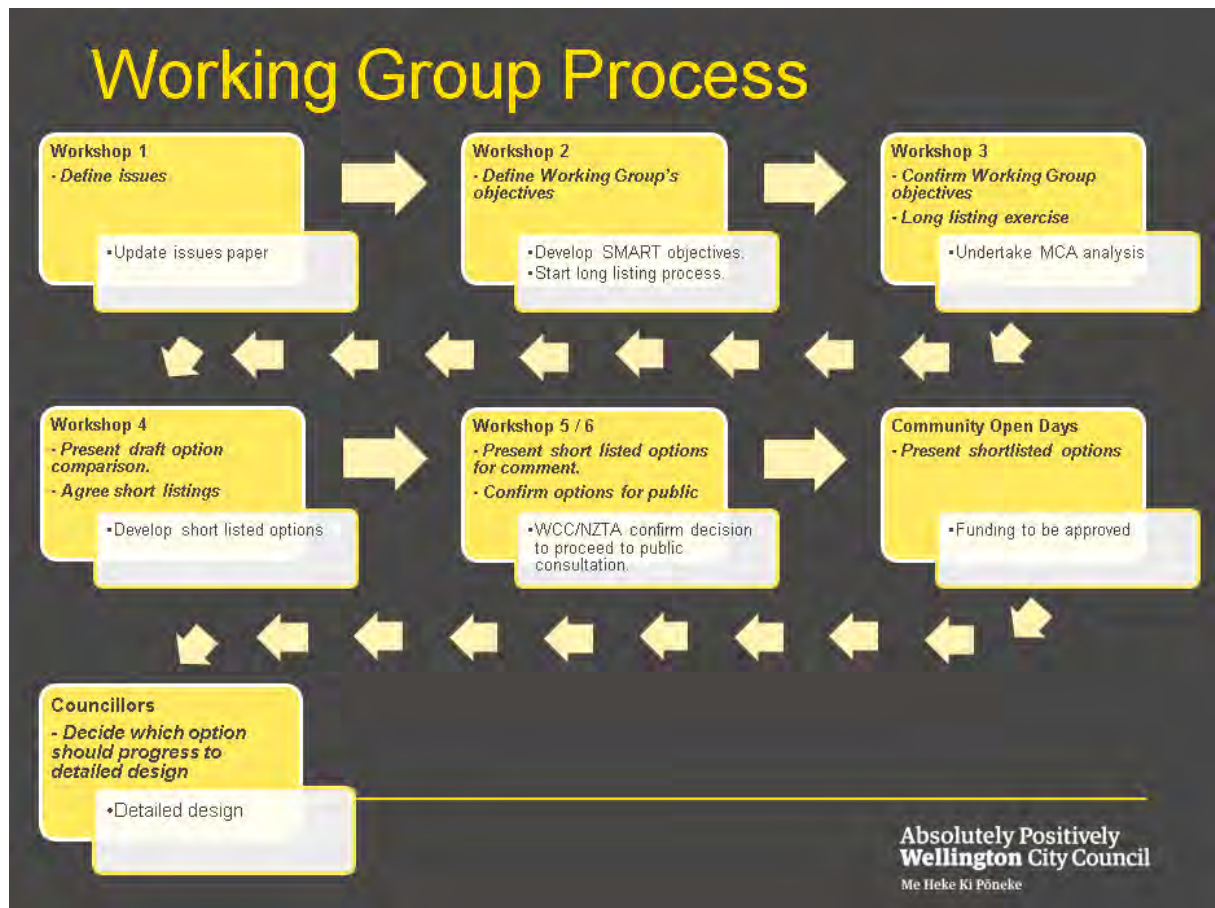 Working Group Process
Workshop 1
- Define issues
•Update issues paper
Workshop 2
- Define Working Group's
objectives
•Develop SMART objectives.
•Start long listing process.
Workshop 3
- Confirm Working Group
objectives
- Long listing exercise
•Undertake MCA analysis
Workshop 4
- Present draft option
comparison.
- Agree short listings
•Develop short listed options
Workshop 5 / 6
- Present short listed options
for comment.
- Confirm options for public
•WCC/NZTA confirm decision
to proceed to public
consultation.
Community Open Days
- Present shortlisted options
•Funding to be approved
Councillors
- Decide which option
should progress to
detailed design
•Detailed design
Absolutely Positively
Wellington City Council
Me Heke Ki Pōneke